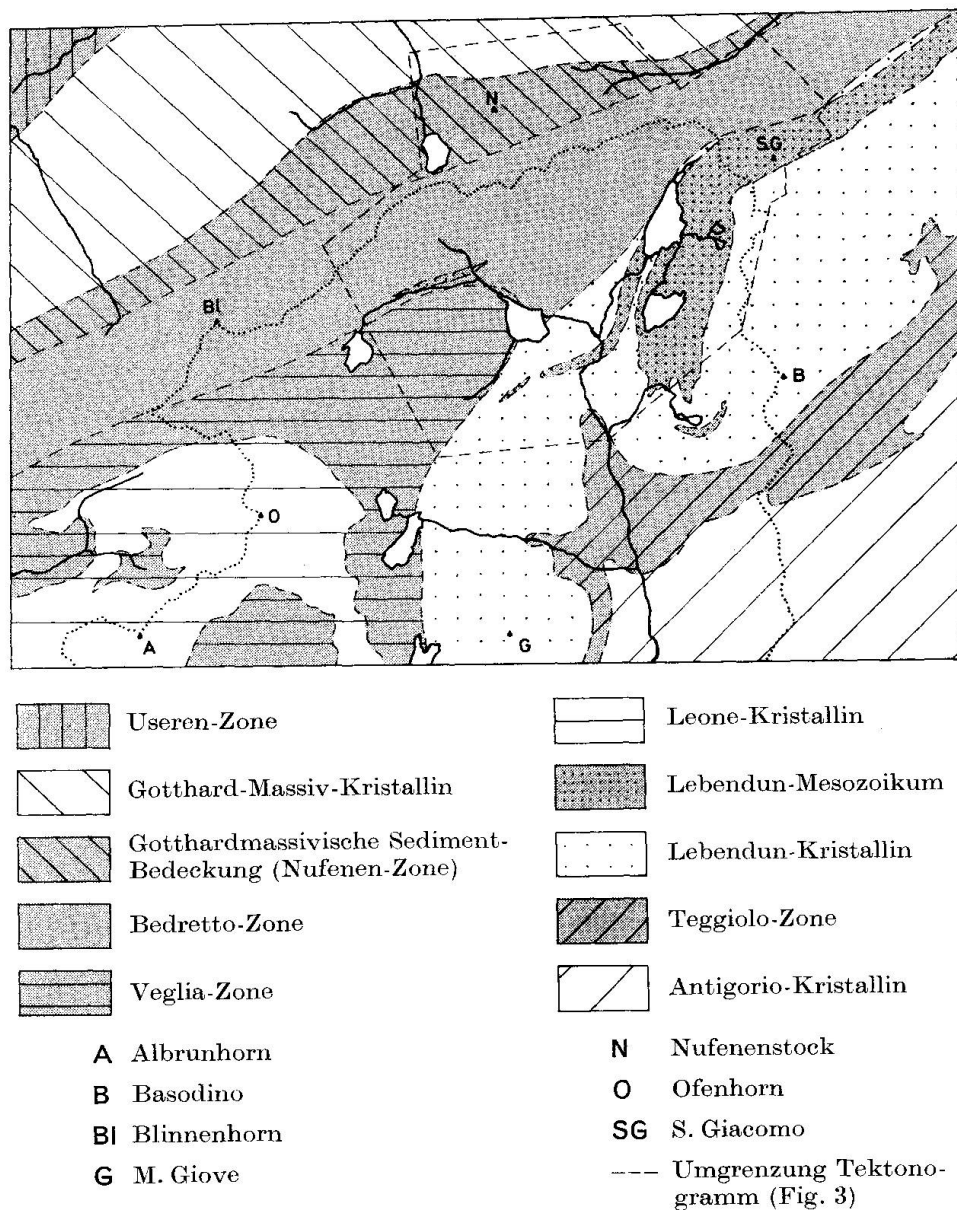 N
SG
Bl
B
O
A
G
Useren-Zone
Gotthard-Massiv-Kristallin
Gotthardmassivische Sediment-
Bedeckung (Nufenen-Zone)
Bedretto-Zone
Veglia-Zone
Leone-Kristallin
Lebendun-Mesozoikum
Lebendun-Kristallin
Teggiolo-Zone
Antigorio-Kristallin
A Albrunhorn
B Basodino
Bl Blinnenhorn
G M. Giove
N Nufenenstock
O Ofenhorn
SG S. Giacomo
Umgrenzung Tektono-
gramm (Fig. 3)